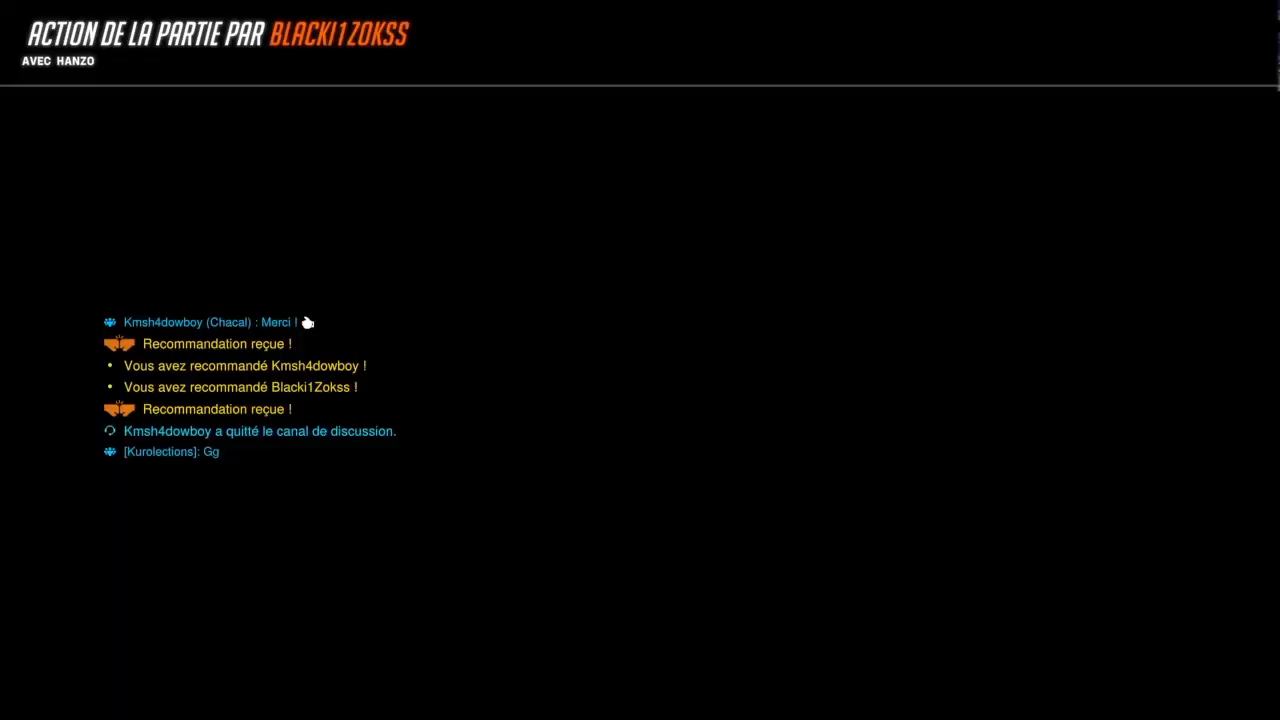 ACTION DE LA PARTIE PAR BLACKI1ZOKSS
AVEC HANZO
Kmsh4dowboy (Chacal) : Merci !
Recommandation reçue !
• Vous avez recommandé Kmsh4dowboy !
• Vous avez recommandé Blacki1Zokss !
Recommandation reçue !
Kmsh4dowboy a quitté le canal de discussion.
[Kurolections]: Gg